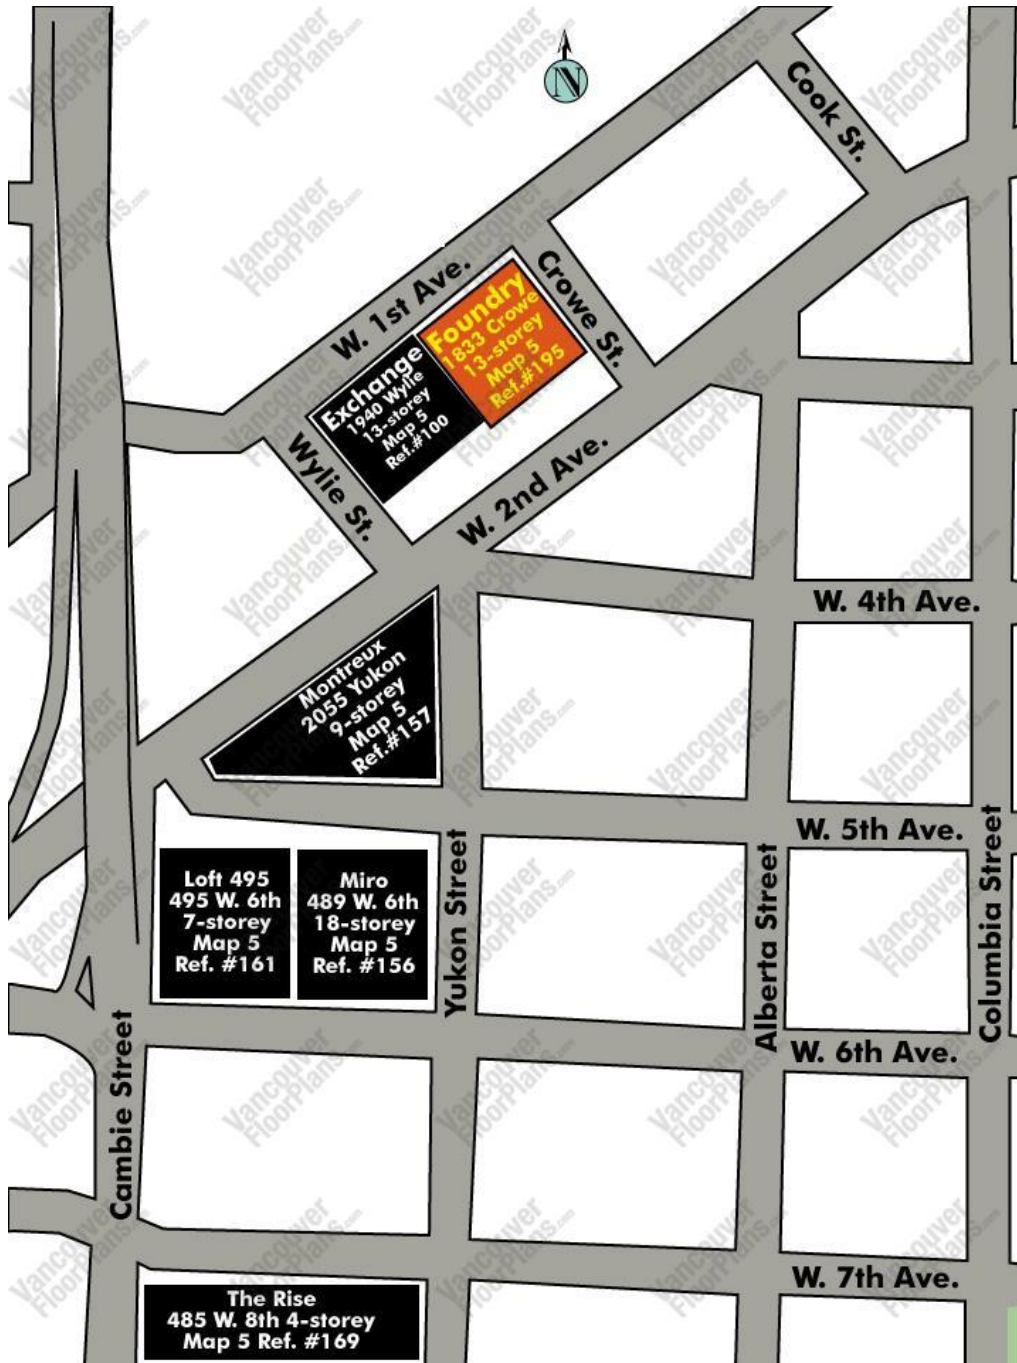 N
Cook St.
Crowe St.
W. 1st Ave.
Foundry
1833 Crowe
13-storey
Map 5
Ref.#195
Exchange
1940 Wylie
13-storey
Map 5
Ref.#100
Wylie St.
W. 2nd Ave.
W. 4th Ave.
Montreux
2055 Yukon
9-storey
Map 5
Ref.#157
W. 5th Ave.
Loft 495
495 W. 6th
7-storey
Map 5
Ref. #161
Miro
489 W. 6th
18-storey
Map 5
Ref. #156
Yukon Street
Alberta Street
Columbia Street
Cambie Street
W. 6th Ave.
W. 7th Ave.
The Rise
485 W. 8th 4-storey
Map 5 Ref. #169
Vancouver
FloorPlans.com